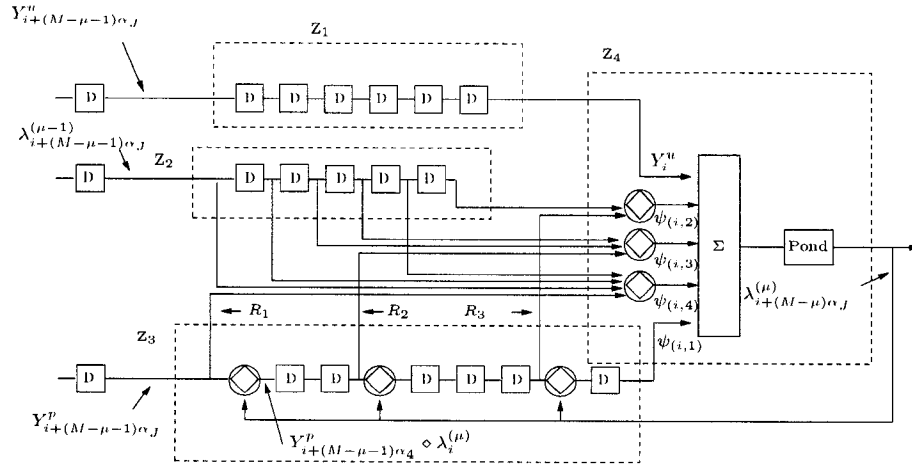 Y^u_{i+(M−μ−1)α_J}
Z_1
Z_4
D D D D D D D
λ^{(μ−1)}_{i+(M−μ−1)α_J}
Z_2
Y^u_i
D D D D D D
ψ_{(i,2)}
Σ
Pond
ψ_{(i,3)}
λ^{(μ)}_{i+(M−μ)α_J}
ψ_{(i,4)}
R_1 R_2 R_3
ψ_{(i,1)}
Z_3
D D D D D D D
Y^p_{i+(M−μ−1)α_J}
Y^p_{i+(M−μ−1)α_4} ⋄ λ^{(μ)}_i